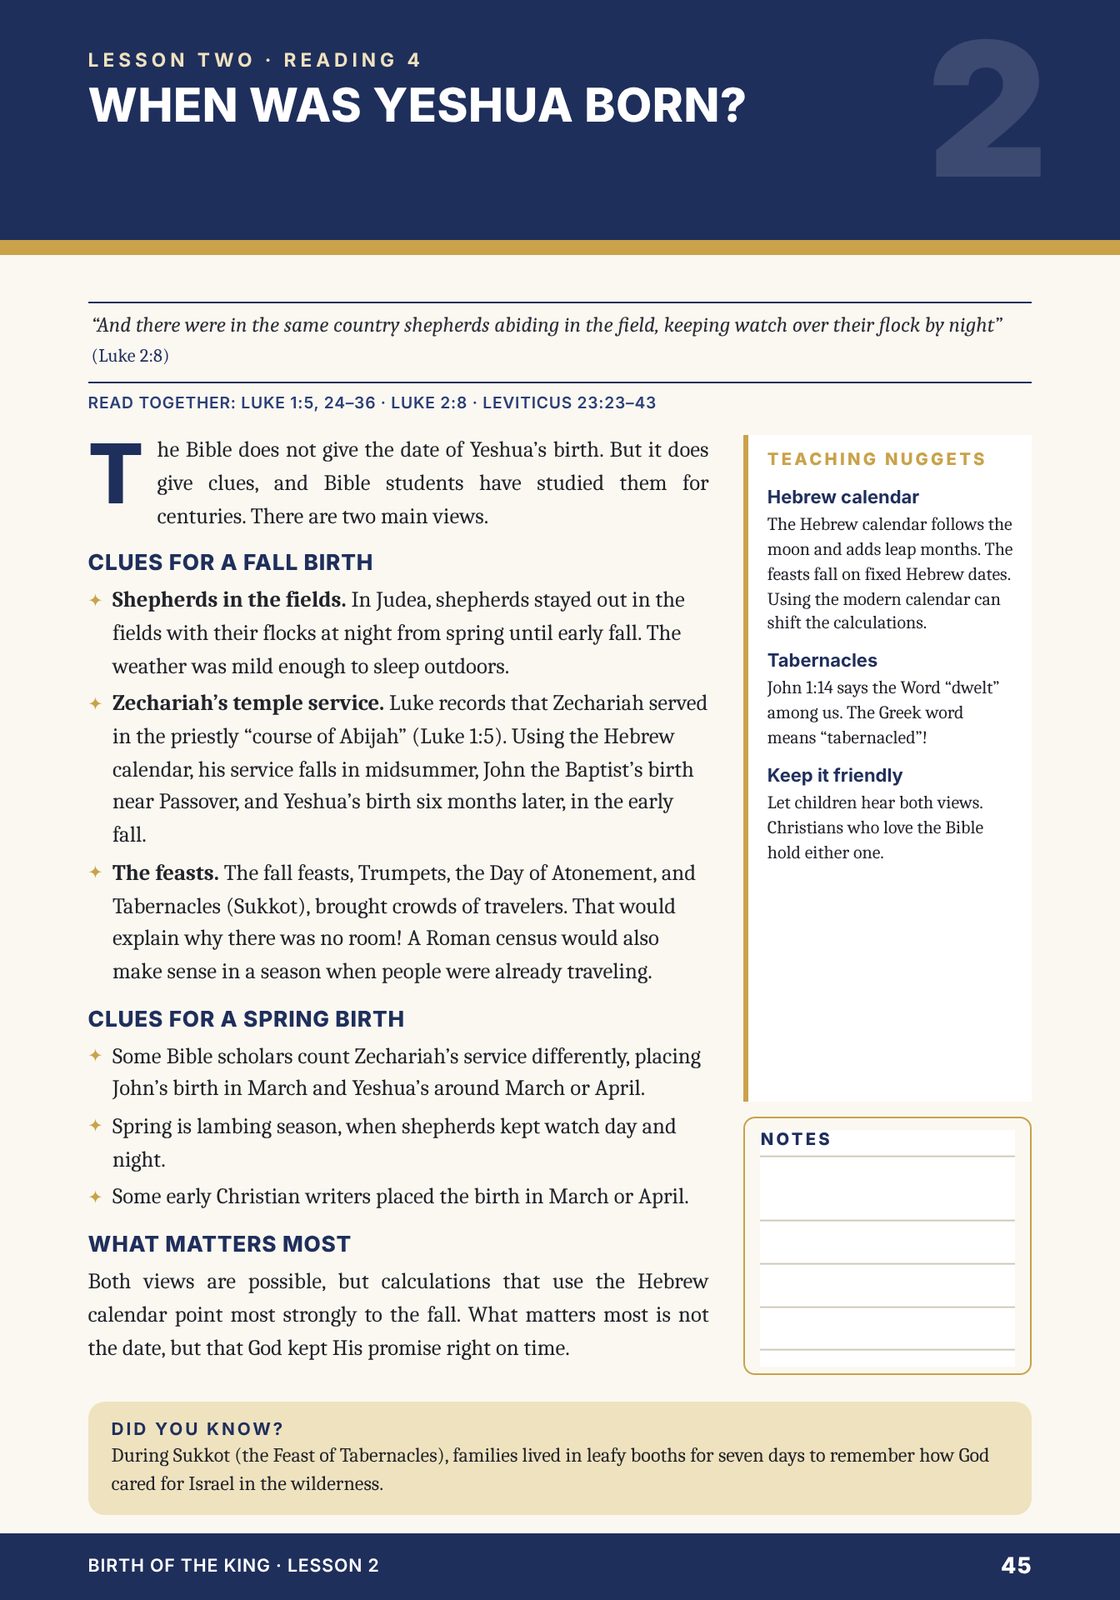 LESSON TWO · READING 4
WHEN WAS YESHUA BORN?
2
“And there were in the same country shepherds abiding in the field, keeping watch over their flock by night”
(Luke 2:8)
READ TOGETHER: LUKE 1:5, 24–36 · LUKE 2:8 · LEVITICUS 23:23–43
The Bible does not give the date of Yeshua’s birth. But it does
give clues, and Bible students have studied them for
centuries. There are two main views.
CLUES FOR A FALL BIRTH
✦ Shepherds in the fields. In Judea, shepherds stayed out in the
fields with their flocks at night from spring until early fall. The
weather was mild enough to sleep outdoors.
✦ Zechariah’s temple service. Luke records that Zechariah served
in the priestly “course of Abijah” (Luke 1:5). Using the Hebrew
calendar, his service falls in midsummer, John the Baptist’s birth
near Passover, and Yeshua’s birth six months later, in the early
fall.
✦ The feasts. The fall feasts, Trumpets, the Day of Atonement, and
Tabernacles (Sukkot), brought crowds of travelers. That would
explain why there was no room! A Roman census would also
make sense in a season when people were already traveling.
CLUES FOR A SPRING BIRTH
✦ Some Bible scholars count Zechariah’s service differently, placing
John’s birth in March and Yeshua’s around March or April.
✦ Spring is lambing season, when shepherds kept watch day and
night.
✦ Some early Christian writers placed the birth in March or April.
WHAT MATTERS MOST
Both views are possible, but calculations that use the Hebrew
calendar point most strongly to the fall. What matters most is not
the date, but that God kept His promise right on time.
TEACHING NUGGETS
Hebrew calendar
The Hebrew calendar follows the
moon and adds leap months. The
feasts fall on fixed Hebrew dates.
Using the modern calendar can
shift the calculations.
Tabernacles
John 1:14 says the Word “dwelt”
among us. The Greek word
means “tabernacled”!
Keep it friendly
Let children hear both views.
Christians who love the Bible
hold either one.
NOTES
DID YOU KNOW?
During Sukkot (the Feast of Tabernacles), families lived in leafy booths for seven days to remember how God
cared for Israel in the wilderness.
BIRTH OF THE KING · LESSON 2
45